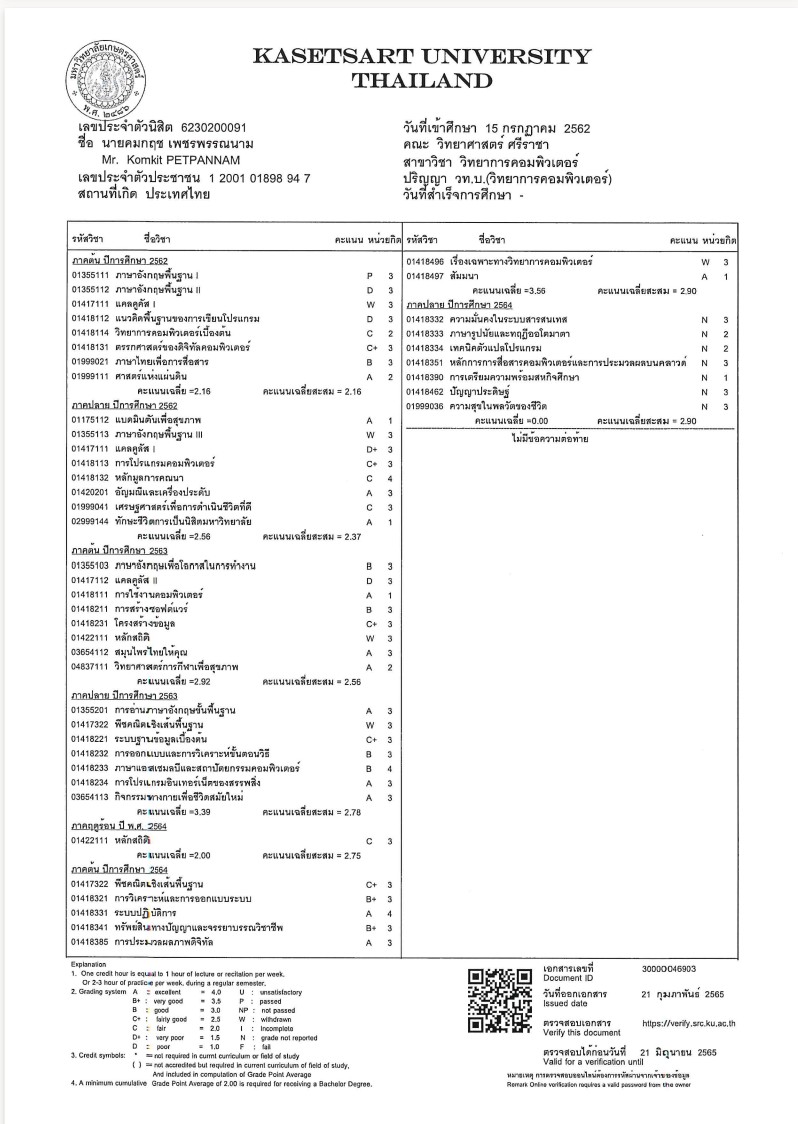 KASETSART UNIVERSITY
THAILAND
มหาวิทยาลัยเกษตรศาสตร์
พ.ศ. ๒๔๘๖
เลขประจำตัวนิสิต 6230200091
ชื่อ นายคมกฤช เพชรพรรณนาม
Mr. Komkit PETPANNAM
เลขประจำตัวประชาชน 1 2001 01898 94 7
สถานที่เกิด ประเทศไทย
วันที่เข้าศึกษา 15 กรกฎาคม 2562
คณะ วิทยาศาสตร์ ศรีราชา
สาขาวิชา วิทยาการคอมพิวเตอร์
ปริญญา วท.บ.(วิทยาการคอมพิวเตอร์)
วันที่สำเร็จการศึกษา -
รหัสวิชา ชื่อวิชา คะแนน หน่วยกิต
ภาคต้น ปีการศึกษา 2562
01355111 ภาษาอังกฤษพื้นฐาน I P 3
01355112 ภาษาอังกฤษพื้นฐาน II D 3
01417111 แคลคูลัส I W 3
01418112 แนวคิดพื้นฐานของการเขียนโปรแกรม D 3
01418114 วิทยาการคอมพิวเตอร์เบื้องต้น C 2
01418131 ตรรกศาสตร์ของดิจิทัลคอมพิวเตอร์ C+ 3
01999021 ภาษาไทยเพื่อการสื่อสาร B 3
01999111 ศาสตร์แห่งแผ่นดิน A 2
คะแนนเฉลี่ย =2.16 คะแนนเฉลี่ยสะสม = 2.16
ภาคปลาย ปีการศึกษา 2562
01175112 แบดมินตันเพื่อสุขภาพ A 1
01355113 ภาษาอังกฤษพื้นฐาน III W 3
01417111 แคลคูลัส I D+ 3
01418113 การโปรแกรมคอมพิวเตอร์ C+ 3
01418132 หลักมูลการคณนา C 4
01420201 อัญมณีและเครื่องประดับ A 3
01999041 เศรษฐศาสตร์เพื่อการดำเนินชีวิตที่ดี C 3
02999144 ทักษะชีวิตการเป็นนิสิตมหาวิทยาลัย A 1
คะแนนเฉลี่ย =2.56 คะแนนเฉลี่ยสะสม = 2.37
ภาคต้น ปีการศึกษา 2563
01355103 ภาษาอังกฤษเพื่อโอกาสในการทำงาน B 3
01417112 แคลคูลัส II D 3
01418111 การใช้งานคอมพิวเตอร์ A 1
01418211 การสร้างซอฟต์แวร์ B 3
01418231 โครงสร้างข้อมูล C+ 3
01422111 หลักสถิติ W 3
03654112 สมุนไพรไทยให้คุณ A 3
04837111 วิทยาศาสตร์การกีฬาเพื่อสุขภาพ A 2
คะแนนเฉลี่ย =2.92 คะแนนเฉลี่ยสะสม = 2.56
ภาคปลาย ปีการศึกษา 2563
01355201 การอ่านภาษาอังกฤษขั้นพื้นฐาน A 3
01417322 พีชคณิตเชิงเส้นพื้นฐาน W 3
01418221 ระบบฐานข้อมูลเบื้องต้น C+ 3
01418232 การออกแบบและการวิเคราะห์ขั้นตอนวิธี B 3
01418233 ภาษาแอสเซมบลีและสถาปัตยกรรมคอมพิวเตอร์ B 4
01418234 การโปรแกรมอินเทอร์เน็ตของสรรพสิ่ง A 3
03654113 กิจกรรมทางกายเพื่อชีวิตสมัยใหม่ A 3
คะแนนเฉลี่ย =3.39 คะแนนเฉลี่ยสะสม = 2.78
ภาคฤดูร้อน ปี พ.ศ. 2564
01422111 หลักสถิติ C 3
คะแนนเฉลี่ย =2.00 คะแนนเฉลี่ยสะสม = 2.75
ภาคต้น ปีการศึกษา 2564
01417322 พีชคณิตเชิงเส้นพื้นฐาน C+ 3
01418321 การวิเคราะห์และการออกแบบระบบ B+ 3
01418331 ระบบปฏิบัติการ A 4
01418341 ทรัพย์สินทางปัญญาและจรรยาบรรณวิชาชีพ B+ 3
01418385 การประมวลผลภาพดิจิทัล A 3
รหัสวิชา ชื่อวิชา คะแนน หน่วยกิต
01418496 เรื่องเฉพาะทางวิทยาการคอมพิวเตอร์ W 3
01418497 สัมมนา A 1
คะแนนเฉลี่ย =3.56 คะแนนเฉลี่ยสะสม = 2.90
ภาคปลาย ปีการศึกษา 2564
01418332 ความมั่นคงในระบบสารสนเทศ N 3
01418333 ภาษารูปนัยและทฤษฎีออโตมาตา N 2
01418334 เทคนิคตัวแปลโปรแกรม N 2
01418351 หลักการการสื่อสารคอมพิวเตอร์และการประมวลผลบนคลาวด์ N 3
01418390 การเตรียมความพร้อมสหกิจศึกษา N 1
01418462 ปัญญาประดิษฐ์ N 3
01999036 ความสุขในพลวัตของชีวิต N 3
คะแนนเฉลี่ย =0.00 คะแนนเฉลี่ยสะสม = 2.90
ไม่มีข้อความต่อท้าย
Explanation
1. One credit hour is equal to 1 hour of lecture or recitation per week.
Or 2-3 hour of practice per week, during a regular semester.
2. Grading system A : excellent = 4.0 U : unsatisfactory
B+ : very good = 3.5 P : passed
B : good = 3.0 NP : not passed
C+ : fairly good = 2.5 W : withdrawn
C : fair = 2.0 I : incomplete
D+ : very poor = 1.5 N : grade not reported
D : poor = 1.0 F : fail
3. Credit symbols: * = not required in curnt curriculum or field of study
( ) = not accredited but required in current curriculum of field of study,
And included in computation of Grade Point Average
4. A minimum cumulative Grade Point Average of 2.00 is required for receiving a Bachelor Degree.
เอกสารเลขที่ 3000O046903
Document ID
วันที่ออกเอกสาร 21 กุมภาพันธ์ 2565
Issued date
ตรวจสอบเอกสาร https://verify.src.ku.ac.th
Verify this document
ตรวจสอบได้ก่อนวันที่ 21 มิถุนายน 2565
Valid for a verification until
หมายเหตุ การตรวจสอบออนไลน์ต้องการรหัสผ่านจากเจ้าของข้อมูล
Remark Online verification requires a valid password from the owner